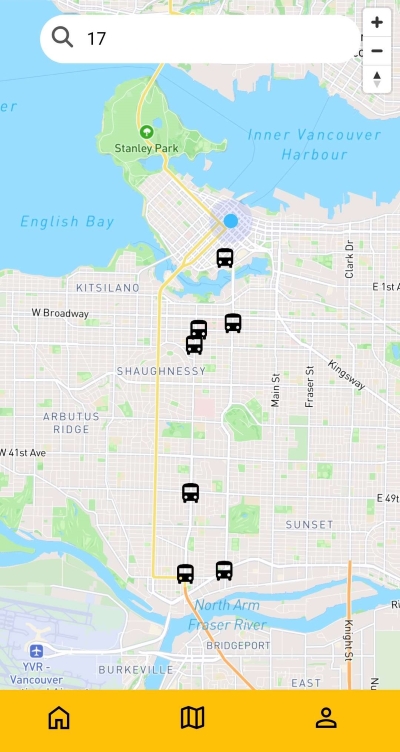 17
er
Stanley Park
Inner Vancouver
Harbour
English Bay
Clark Dr
KITSILANO
E 1st A
W Broadway
SHAUGHNESSY
Kingsway
Main St
Fraser St
ARBUTUS
RIDGE
W 41st Ave
E 49t
SUNSET
North Arm
Fraser River
Knight St
BRIDGEPORT
YVR -
Vancouver
BURKEVILLE
EAST